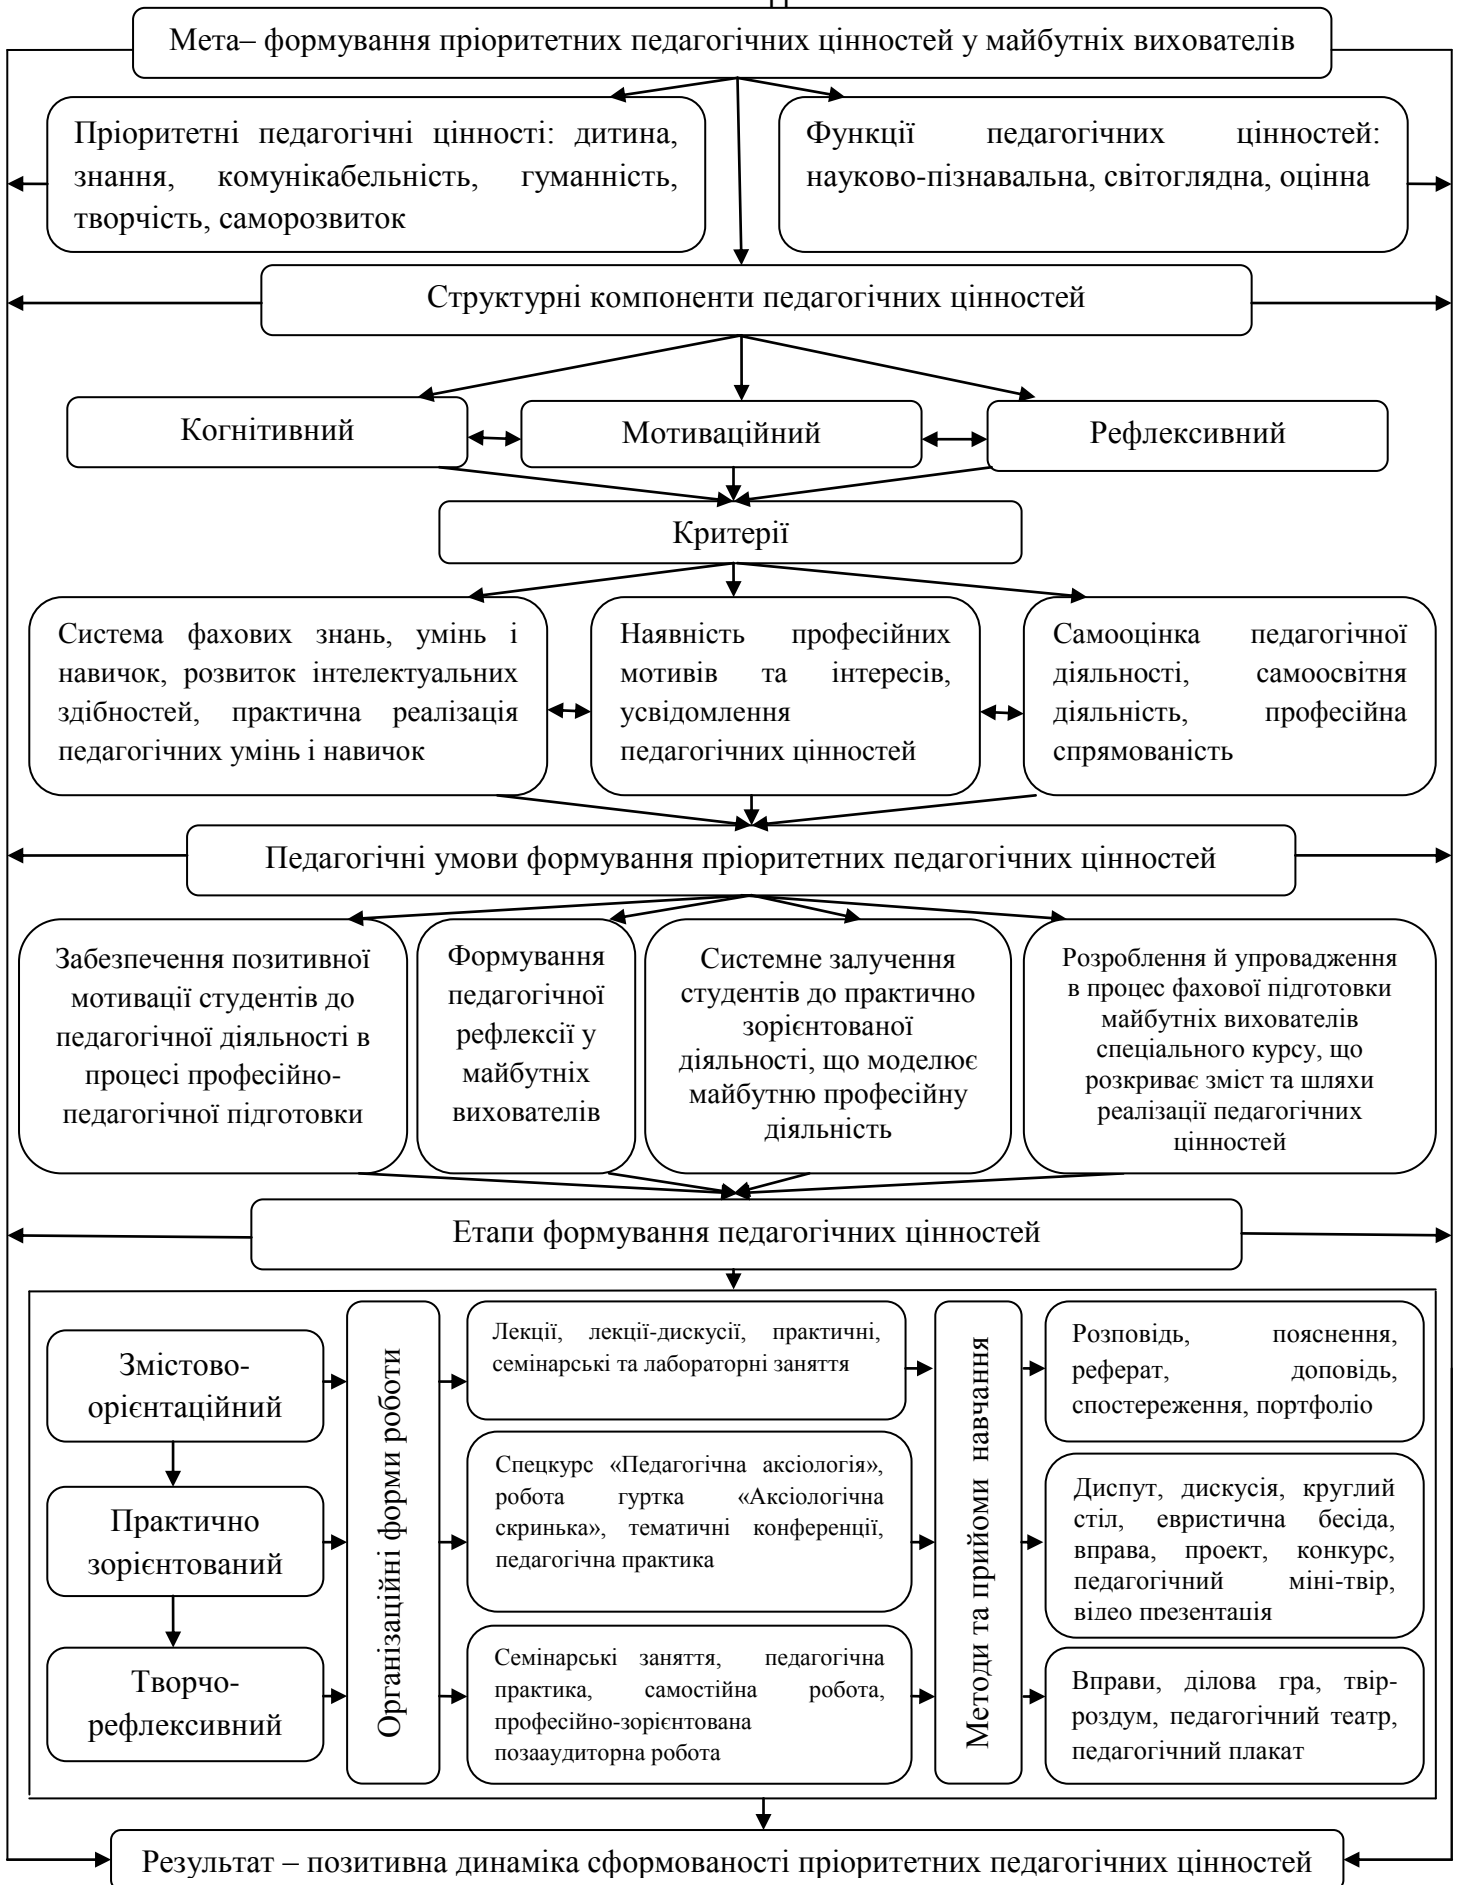 Мета– формування пріоритетних педагогічних цінностей у майбутніх вихователів
Пріоритетні педагогічні цінності: дитина,
знання, комунікабельність, гуманність,
творчість, саморозвиток
Функції педагогічних цінностей:
науково-пізнавальна, світоглядна, оцінна
Структурні компоненти педагогічних цінностей
Когнітивний
Мотиваційний
Рефлексивний
Критерії
Система фахових знань, умінь і
навичок, розвиток інтелектуальних
здібностей, практична реалізація
педагогічних умінь і навичок
Наявність професійних
мотивів та інтересів,
усвідомлення
педагогічних цінностей
Самооцінка педагогічної
діяльності, самоосвітня
діяльність, професійна
спрямованість
Педагогічні умови формування пріоритетних педагогічних цінностей
Забезпечення позитивної
мотивації студентів до
педагогічної діяльності в
процесі професійно-
педагогічної підготовки
Формування
педагогічної
рефлексії у
майбутніх
вихователів
Системне залучення
студентів до практично
зорієнтованої
діяльності, що моделює
майбутню професійну
діяльність
Розроблення й упровадження
в процес фахової підготовки
майбутніх вихователів
спеціального курсу, що
розкриває зміст та шляхи
реалізації педагогічних
цінностей
Етапи формування педагогічних цінностей
Змістово-
орієнтаційний
Практично
зорієнтований
Творчо-
рефлексивний
Організаційні форми роботи
Лекції, лекції-дискусії, практичні,
семінарські та лабораторні заняття
Спецкурс «Педагогічна аксіологія»,
робота гуртка «Аксіологічна
скринька», тематичні конференції,
педагогічна практика
Семінарські заняття, педагогічна
практика, самостійна робота,
професійно-зорієнтована
позааудиторна робота
Методи та прийоми навчання
Розповідь, пояснення,
реферат, доповідь,
спостереження, портфоліо
Диспут, дискусія, круглий
стіл, евристична бесіда,
вправа, проект, конкурс,
педагогічний міні-твір,
відео презентація
Вправи, ділова гра, твір-
роздум, педагогічний театр,
педагогічний плакат
Результат – позитивна динаміка сформованості пріоритетних педагогічних цінностей